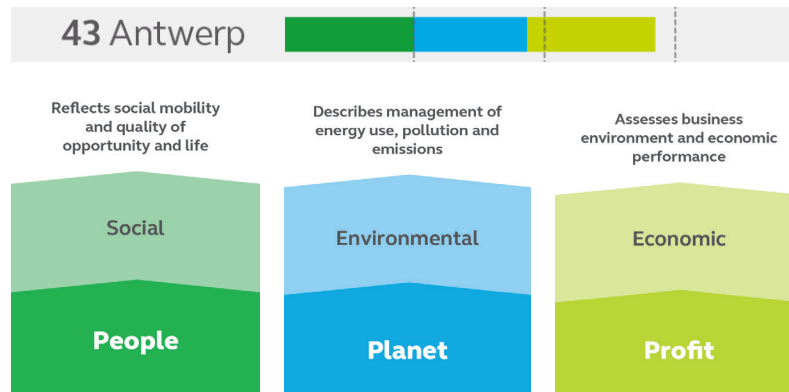 43 Antwerp
Reflects social mobility
and quality of
opportunity and life
Describes management of
energy use, pollution and
emissions
Assesses business
environment and economic
performance
Social
Environmental
Economic
People
Planet
Profit